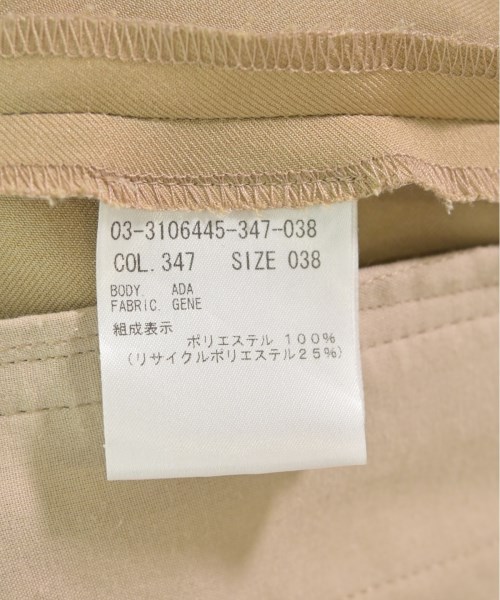 03-3106445-347-038
COL. 347 SIZE 038
BODY. ADA
FABRIC. GENE
組成表示
ポリエステル 100%
(リサイクルポリエステル25%)